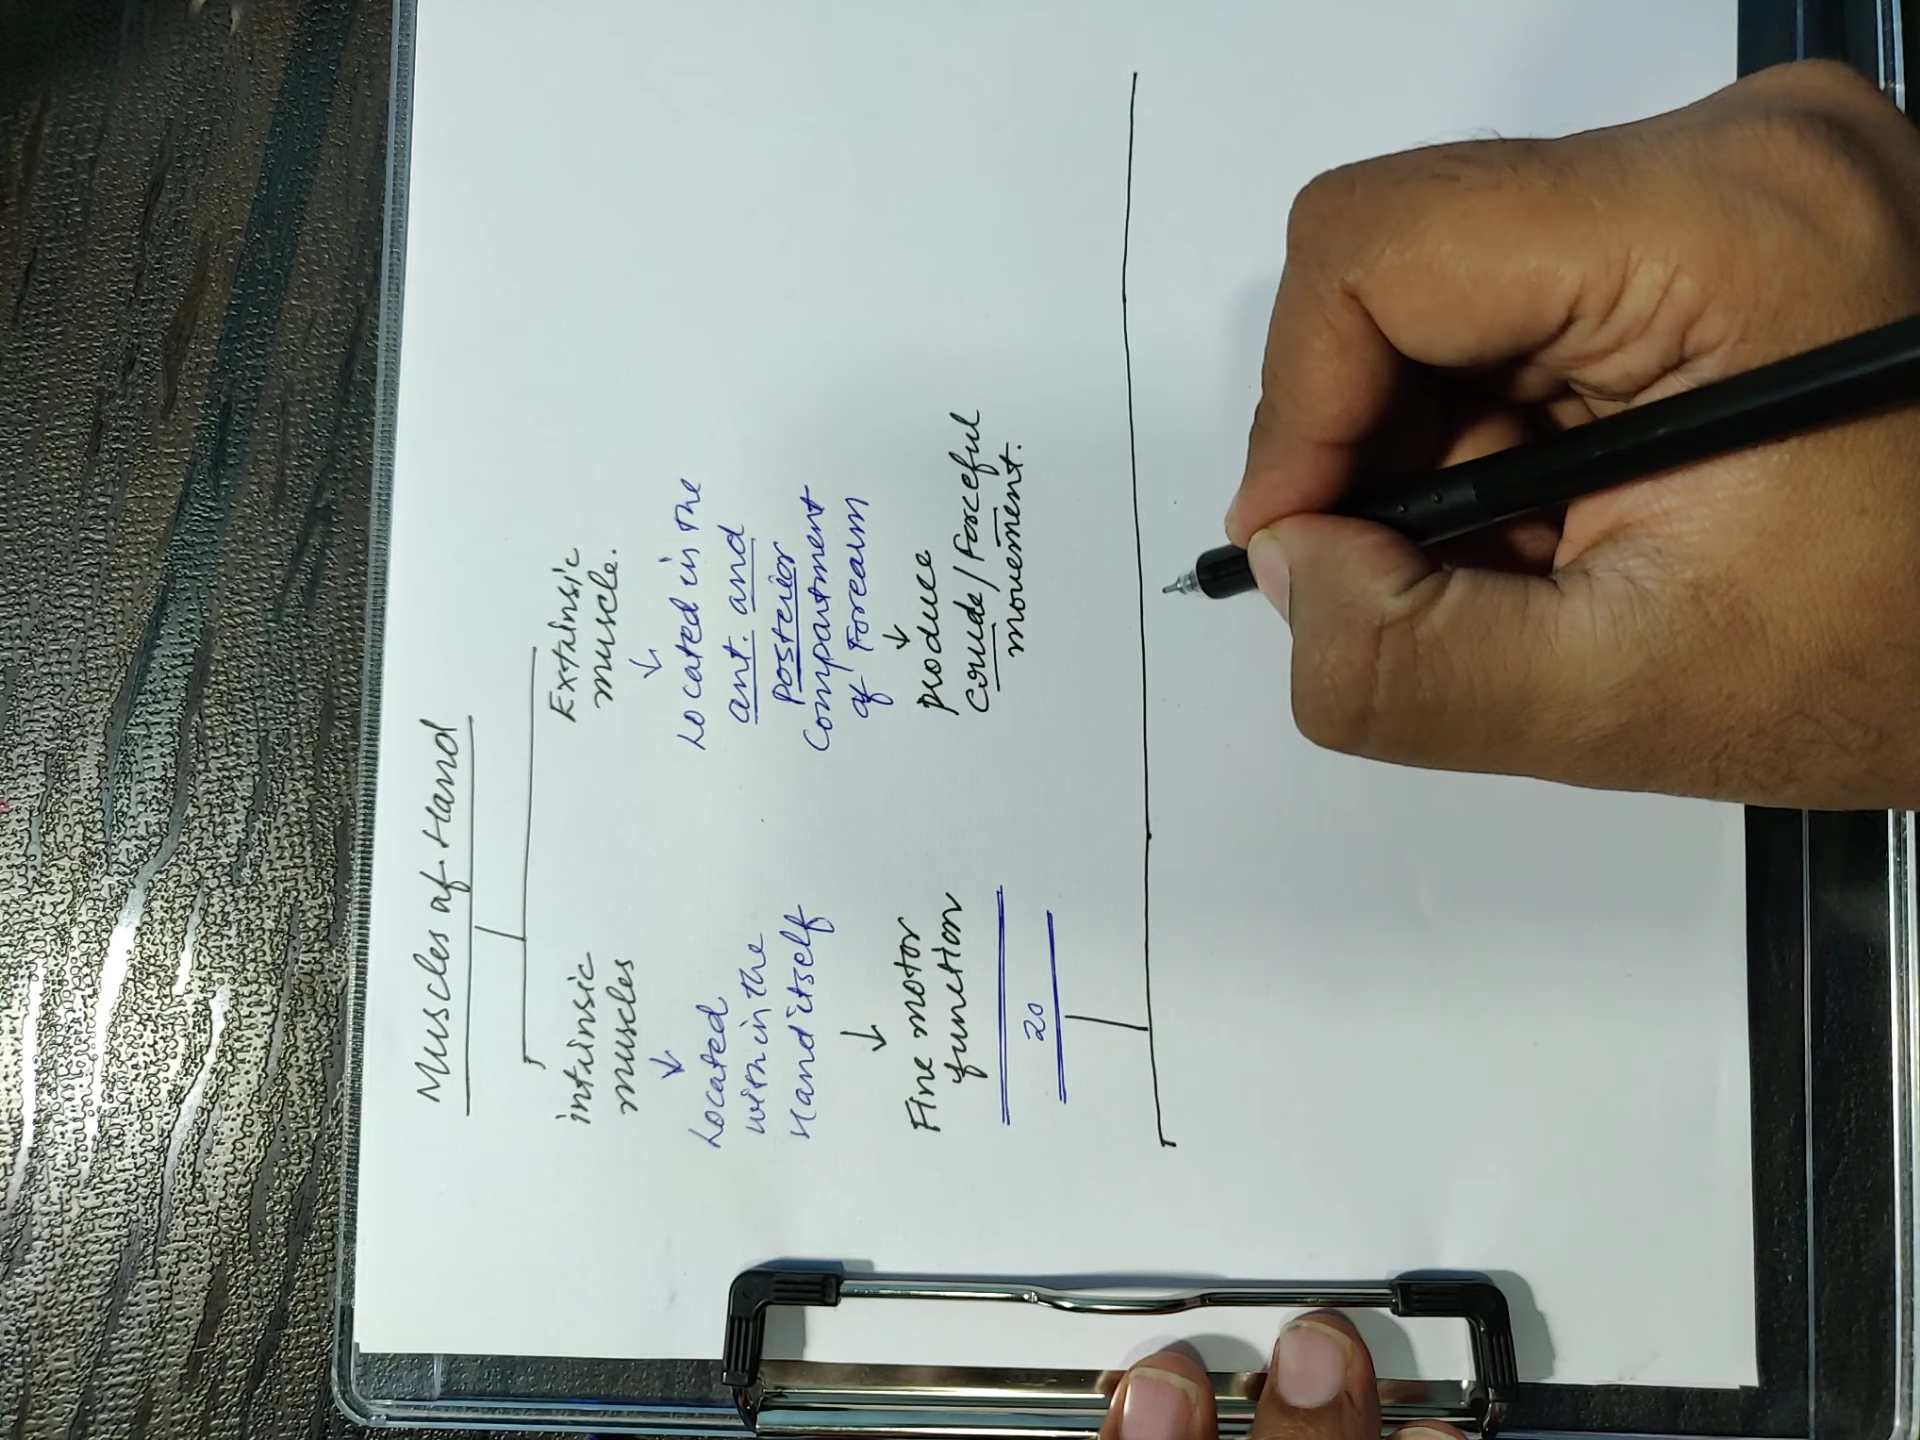 Muscles of Hand
intrinsic
muscles
Located
within the
Hand itself
Fine motor
function
20
Extrinsic
muscle.
Located in the
ant. and
posterior
Compartment
of Forearm
produce
crude/Forceful
movement.